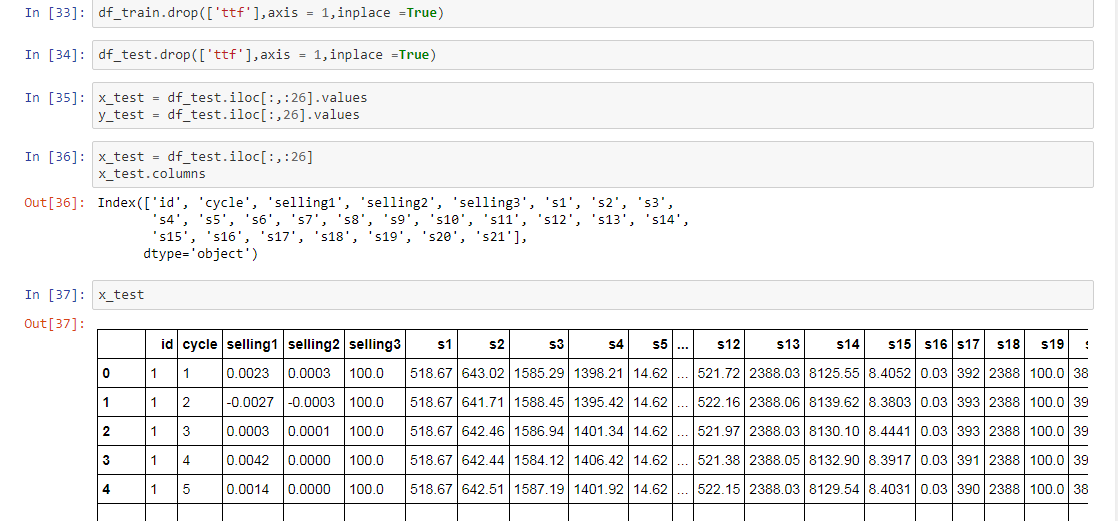 In [33]: df_train.drop(['ttf'],axis = 1,inplace =True)
In [34]: df_test.drop(['ttf'],axis = 1,inplace =True)
In [35]: x_test = df_test.iloc[:,:26].values
y_test = df_test.iloc[:,26].values
In [36]: x_test = df_test.iloc[:,:26]
x_test.columns
Out[36]: Index(['id', 'cycle', 'selling1', 'selling2', 'selling3', 's1', 's2', 's3',
's4', 's5', 's6', 's7', 's8', 's9', 's10', 's11', 's12', 's13', 's14',
's15', 's16', 's17', 's18', 's19', 's20', 's21'],
dtype='object')
In [37]: x_test
Out[37]:
id cycle selling1 selling2 selling3 s1 s2 s3 s4 s5 ... s12 s13 s14 s15 s16 s17 s18 s19
0 1 1 0.0023 0.0003 100.0 518.67 643.02 1585.29 1398.21 14.62 ... 521.72 2388.03 8125.55 8.4052 0.03 392 2388 100.0 38
1 1 2 -0.0027 -0.0003 100.0 518.67 641.71 1588.45 1395.42 14.62 ... 522.16 2388.06 8139.62 8.3803 0.03 393 2388 100.0 39
2 1 3 0.0003 0.0001 100.0 518.67 642.46 1586.94 1401.34 14.62 ... 521.97 2388.03 8130.10 8.4441 0.03 393 2388 100.0 39
3 1 4 0.0042 0.0000 100.0 518.67 642.44 1584.12 1406.42 14.62 ... 521.38 2388.05 8132.90 8.3917 0.03 391 2388 100.0 39
4 1 5 0.0014 0.0000 100.0 518.67 642.51 1587.19 1401.92 14.62 ... 522.15 2388.03 8129.54 8.4031 0.03 390 2388 100.0 38